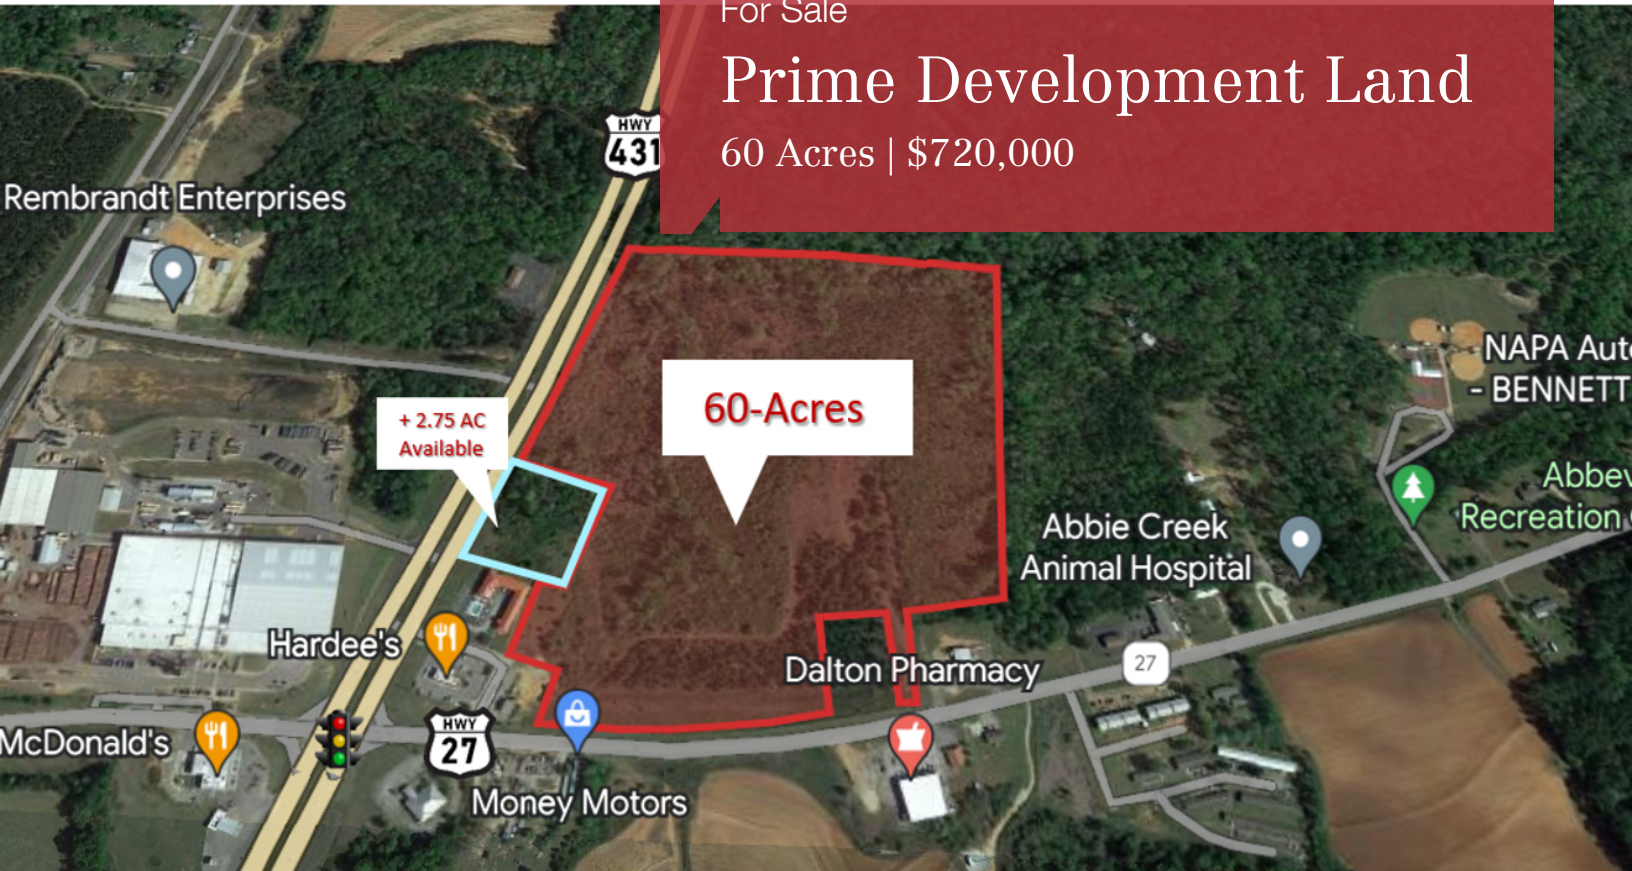 For Sale
Prime Development Land
60 Acres | $720,000
HWY
431
Rembrandt Enterprises
60-Acres
+ 2.75 AC
Available
NAPA Aut
- BENNETT
Abbev
Recreation
Abbie Creek
Animal Hospital
Hardee's
Dalton Pharmacy
27
McDonald's
HWY
27
Money Motors